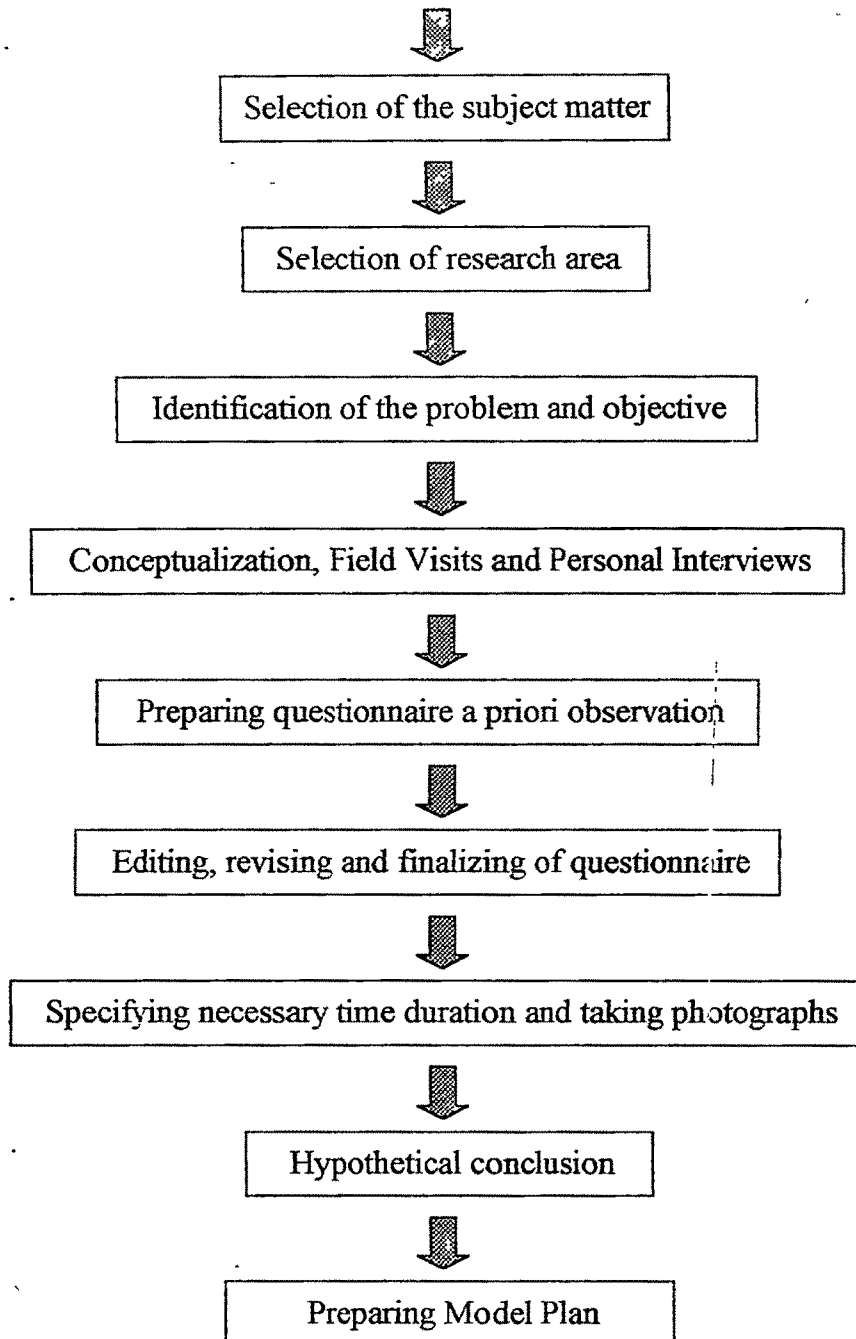 Selection of the subject matter
Selection of research area
Identification of the problem and objective
Conceptualization, Field Visits and Personal Interviews
Preparing questionnaire a priori observation
Editing, revising and finalizing of questionnaire
Specifying necessary time duration and taking photographs
Hypothetical conclusion
Preparing Model Plan